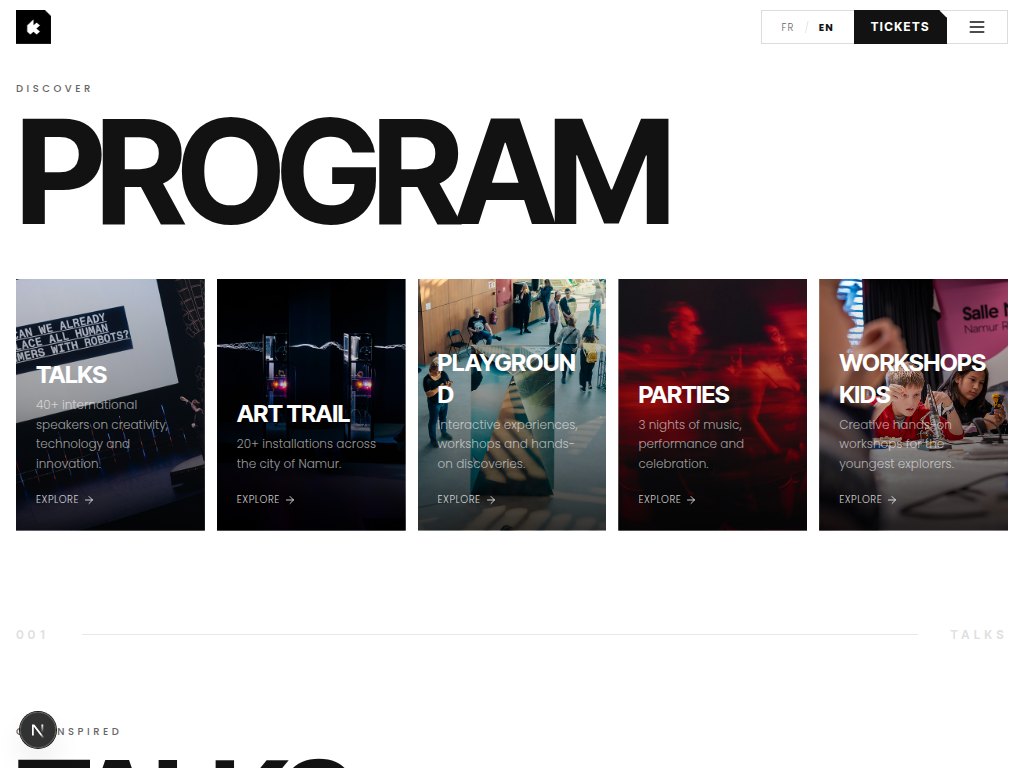 FR / EN
TICKETS
DISCOVER
PROGRAM
CAN WE ALREADY
LACE ALL HUMAN
MERS WITH ROBOTS?
TALKS
40+ international
speakers on creativity,
technology and
innovation.
EXPLORE →
ART TRAIL
20+ installations across
the city of Namur.
EXPLORE →
PLAYGROUN
D
Interactive experiences,
workshops and hands-
on discoveries.
EXPLORE →
PARTIES
3 nights of music,
performance and
celebration.
EXPLORE →
Salle
Namur
WORKSHOPS
KIDS
Creative hands-on
workshops for the
youngest explorers.
EXPLORE →
001
TALKS
N
NSPIRED
TALKS